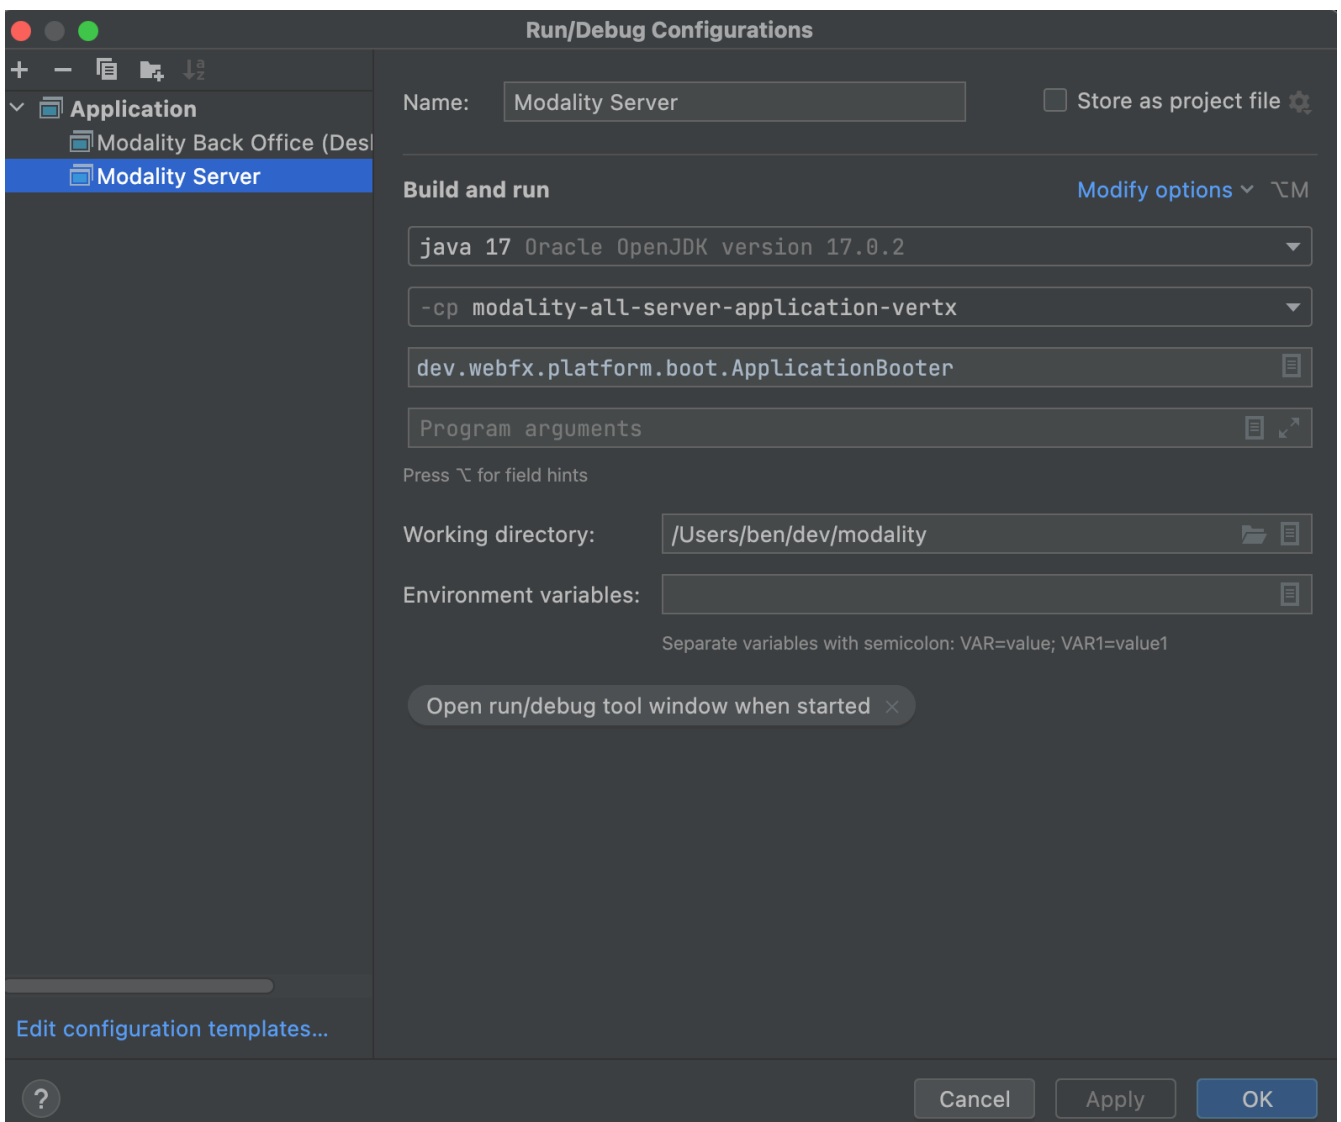 Run/Debug Configurations
Application
Modality Back Office (Desl
Modality Server
Edit configuration templates...
Name: Modality Server
Store as project file
Build and run
Modify options ⌥M
java 17 Oracle OpenJDK version 17.0.2
-cp modality-all-server-application-vertx
dev.webfx.platform.boot.ApplicationBooter
Program arguments
Press ⌥ for field hints
Working directory: /Users/ben/dev/modality
Environment variables:
Separate variables with semicolon: VAR=value; VAR1=value1
Open run/debug tool window when started ×
? Cancel Apply OK